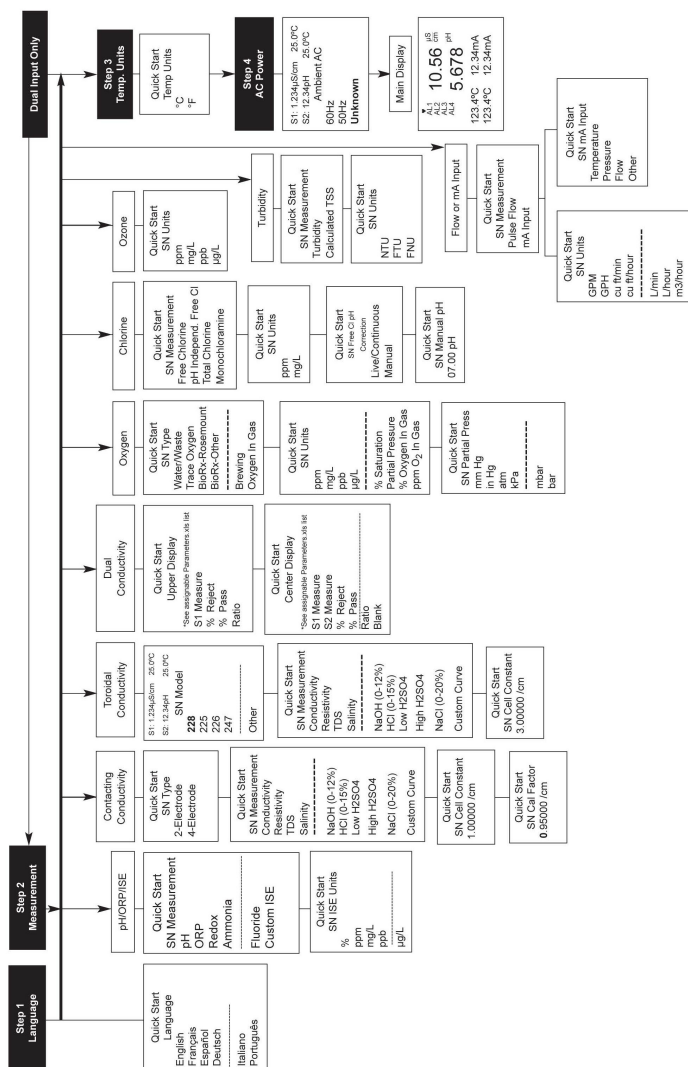 Step 1
Language
Quick Start
Language
English
Français
Español
Deutsch
Italiano
Português
Step 2
Measurement
pH/ORP/ISE
Quick Start
SN Measurement
pH
ORP
Redox
Ammonia
Fluoride
Custom ISE
Quick Start
SN ISE Units
%
ppm
mg/L
ppb
µg/L
Contacting
Conductivity
Quick Start
SN Type
2-Electrode
4-Electrode
Quick Start
SN Measurement
Conductivity
Resistivity
TDS
Salinity
NaOH (0-12%)
HCl (0-15%)
Low H2SO4
High H2SO4
NaCl (0-20%)
Custom Curve
Quick Start
SN Cell Constant
1.00000 /cm
Quick Start
SN Cal Factor
0.95000 /cm
Toroidal
Conductivity
S1: 1.234µS/cm 25.0ºC
S2: 12.34pH 25.0ºC
SN Model
228
225
226
247
Other
Quick Start
SN Measurement
Conductivity
Resistivity
TDS
Salinity
NaOH (0-12%)
HCl (0-15%)
Low H2SO4
High H2SO4
NaCl (0-20%)
Custom Curve
Quick Start
SN Cell Constant
3.00000 /cm
Dual
Conductivity
Quick Start
Upper Display
*See assignable Parameters.xls list
S1 Measure
% Reject
% Pass
Ratio
Quick Start
Center Display
*See assignable Parameters.xls list
S1 Measure
S2 Measure
% Reject
% Pass
Ratio
Blank
Oxygen
Quick Start
SN Type
Water/Waste
Trace Oxygen
BioRx-Rosemount
BioRx-Other
Brewing
Oxygen In Gas
Quick Start
SN Units
ppm
mg/L
ppb
µg/L
% Saturation
Partial Pressure
% Oxygen In Gas
ppm O2 In Gas
Quick Start
SN Partial Press
mm Hg
in Hg
atm
kPa
mbar
bar
Chlorine
Quick Start
SN Measurement
Free Chlorine
pH Independ. Free Cl
Total Chlorine
Monochloramine
Quick Start
SN Units
ppm
mg/L
Quick Start
SN Free Cl pH
Correction
Live/Continuous
Manual
Quick Start
SN Manual pH
07.00 pH
Ozone
Quick Start
SN Units
ppm
mg/L
ppb
µg/L
Turbidity
Quick Start
SN Measurement
Turbidity
Calculated TSS
Quick Start
SN Units
NTU
FTU
FNU
Flow or mA Input
Quick Start
SN Measurement
Pulse Flow
mA Input
Quick Start
SN Units
GPM
GPH
cu ft/min
cu ft/hour
L/min
L/hour
m3/hour
Quick Start
SN mA Input
Temperature
Pressure
Flow
Other
Dual Input Only
Step 3
Temp. Units
Quick Start
Temp Units
°C
°F
Step 4
AC Power
S1: 1.234µS/cm 25.0ºC
S2: 12.34pH 25.0ºC
Ambient AC
60Hz
50Hz
Unknown
Main Display
AL1
AL2
AL3
AL4
10.56 µS
cm
5.678 pH
123.4ºC 12.34mA
123.4ºC 12.34mA